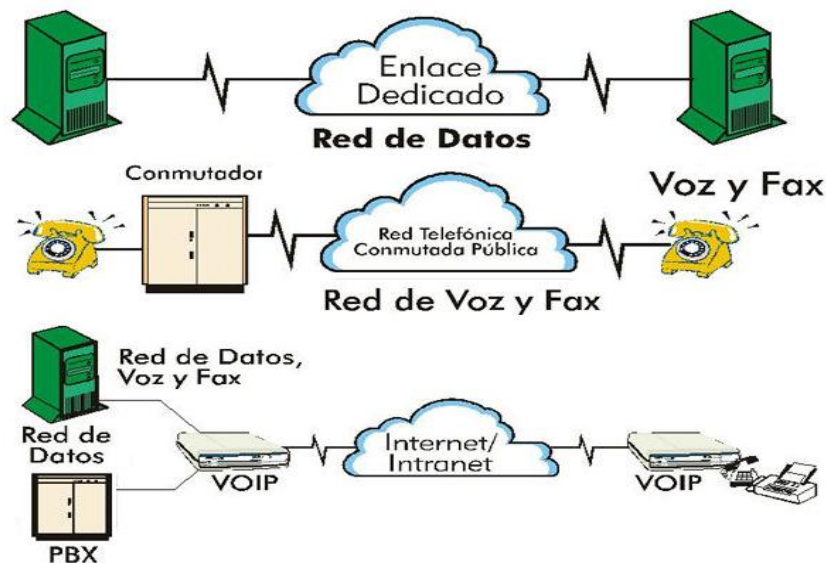 Enlace
Dedicado
Red de Datos
Conmutador
Voz y Fax
Red Telefónica
Conmutada Pública
Red de Voz y Fax
Red de Datos,
Voz y Fax
Red de
Datos
VOIP
Internet/
Intranet
VOIP
PBX